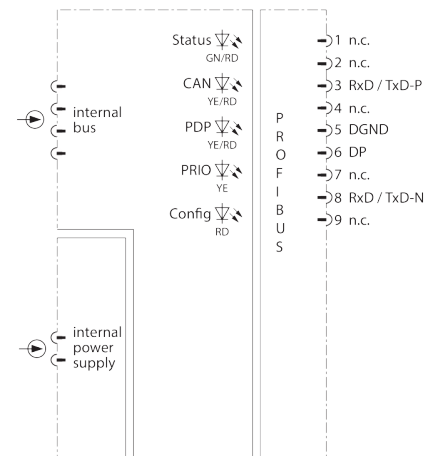 Status
GN/RD
CAN
YE/RD
PDP
YE/RD
PRIO
YE
Config
RD
internal
bus
internal
power
supply
P
R
O
F
I
B
U
S
1 n.c.
2 n.c.
3 RxD / TxD-P
4 n.c.
5 DGND
6 DP
7 n.c.
8 RxD / TxD-N
9 n.c.